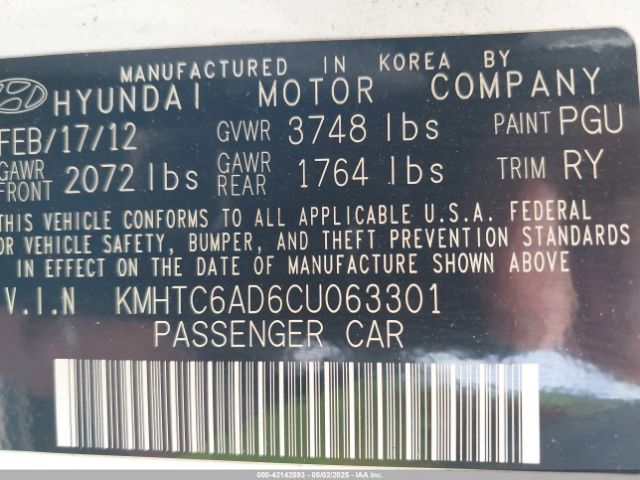 MANUFACTURED IN KOREA BY
HYUNDAI MOTOR COMPANY
FEB/17/12 GVWR 3748 lbs PAINT PGU
GAWR FRONT 2072 lbs GAWR REAR 1764 lbs TRIM RY
THIS VEHICLE CONFORMS TO ALL APPLICABLE U.S.A. FEDERAL
OR VEHICLE SAFETY, BUMPER, AND THEFT PREVENTION STANDARDS
IN EFFECT ON THE DATE OF MANUFACTURE SHOWN ABOVE
V.I.N KMHTC6AD6CU063301
PASSENGER CAR
000-42142593 - 05/02/2025 - IAAI.COM